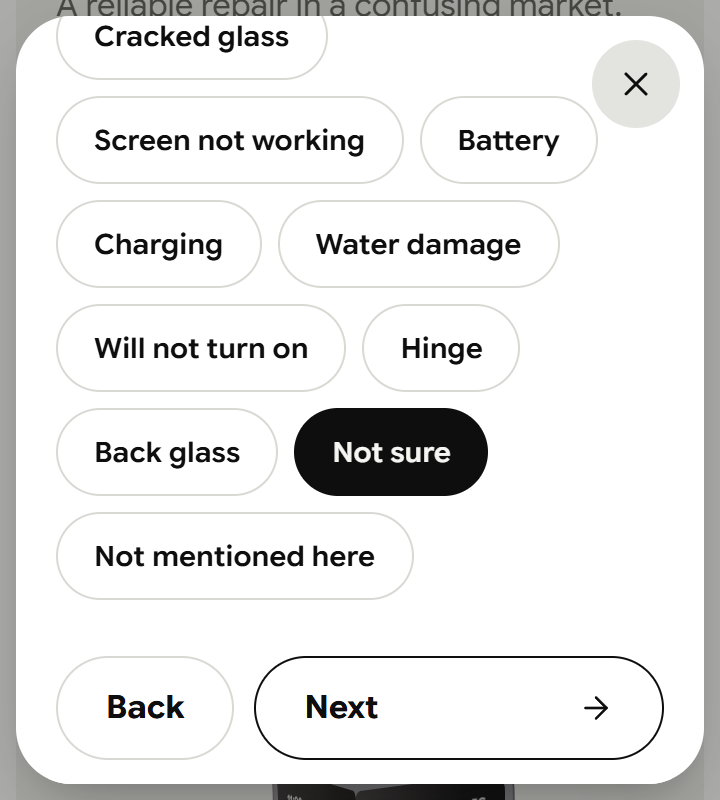 A reliable repair in a confusing market.
Cracked glass
Screen not working
Battery
Charging
Water damage
Will not turn on
Hinge
Back glass
Not sure
Not mentioned here
Back
Next